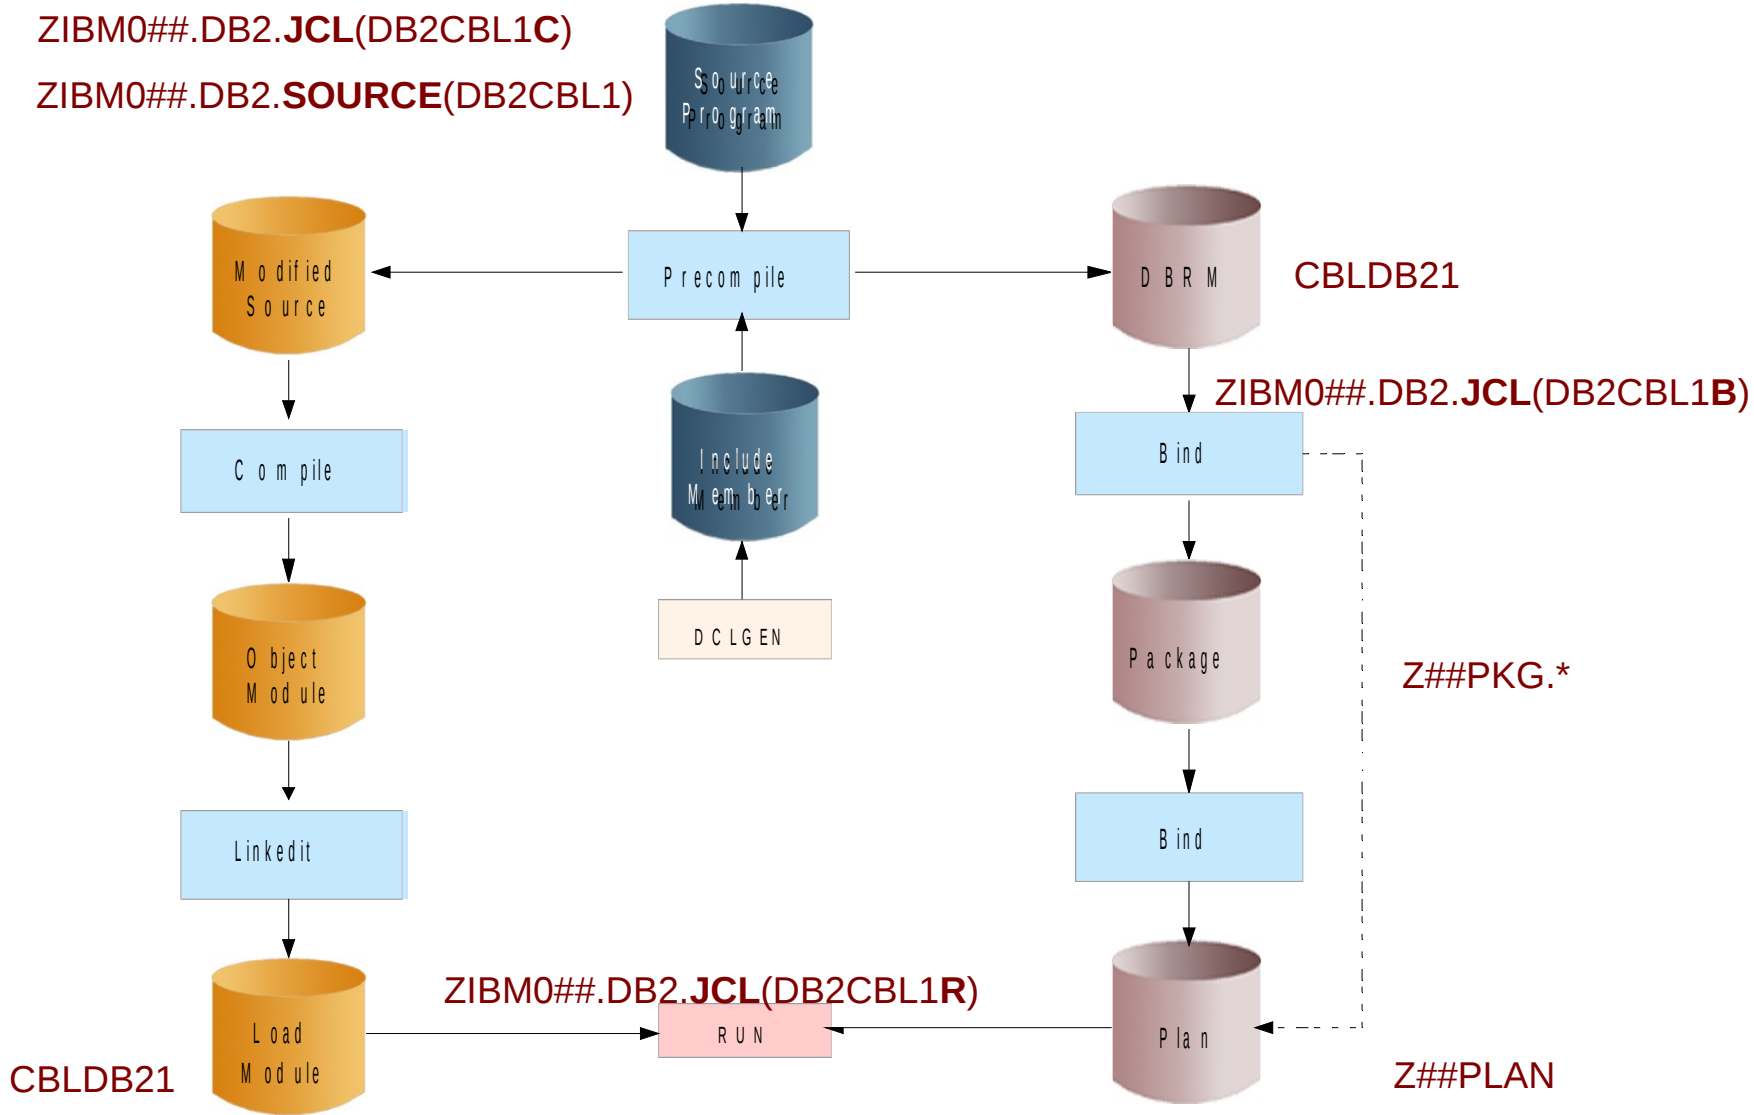 ZIBM0##.DB2.JCL(DB2CBL1C)
ZIBM0##.DB2.SOURCE(DB2CBL1)
Source
Program
Modified
Source
Precompile
DBRM
CBLDB21
ZIBM0##.DB2.JCL(DB2CBL1B)
Compile
Include
Member
Bind
Object
Module
DCLGEN
Package
Z##PKG.*
Linkedit
Bind
ZIBM0##.DB2.JCL(DB2CBL1R)
Load
Module
RUN
Plan
CBLDB21
Z##PLAN